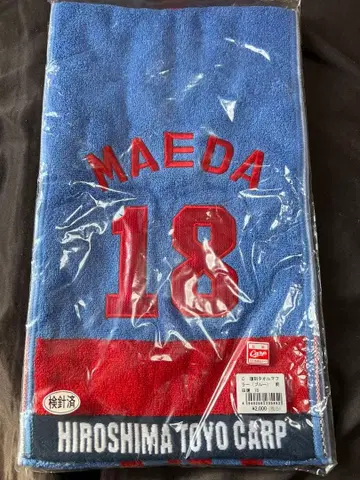 MAEDA
18
Carp
¥2,000
検針済
HIROSHIMA TOYO CARP